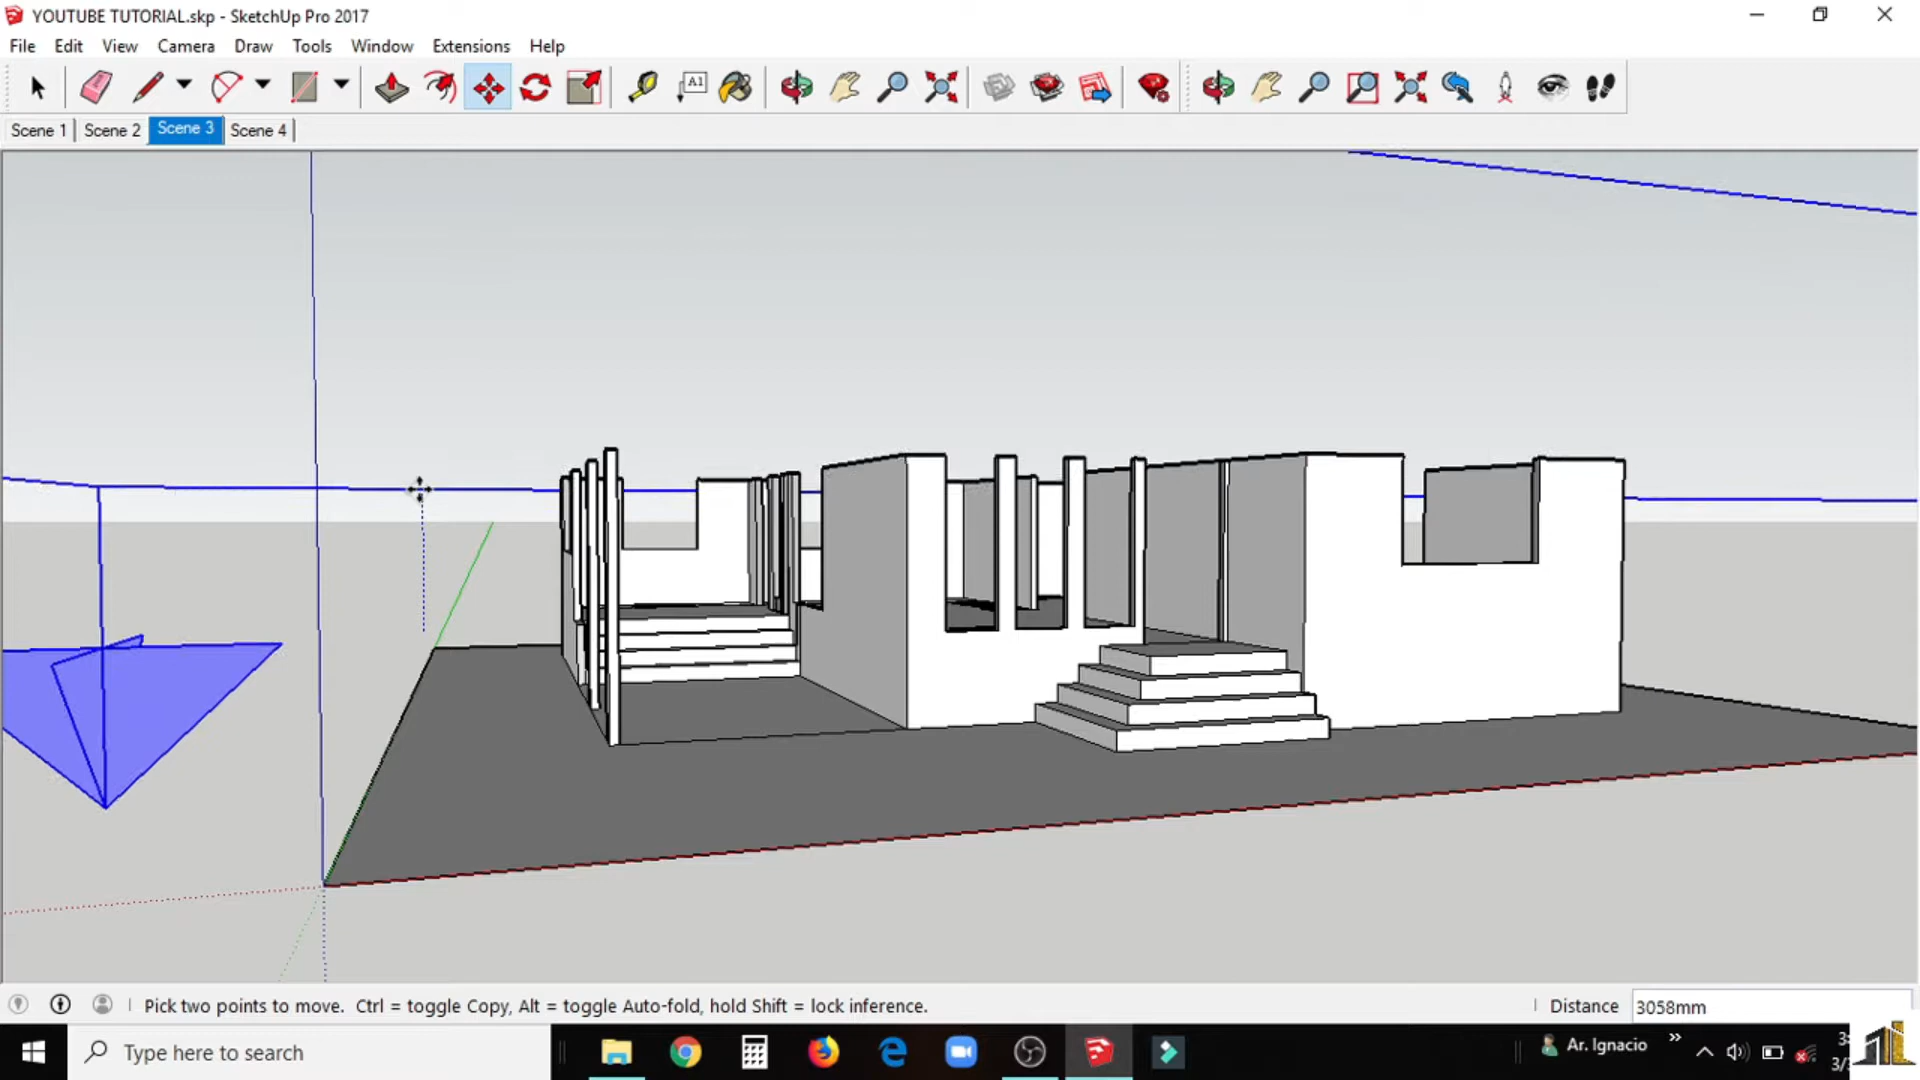 YOUTUBE TUTORIAL.skp - SketchUp Pro 2017
File Edit View Camera Draw Tools Window Extensions Help
A1
Scene 1 Scene 2 Scene 3 Scene 4
Pick two points to move. Ctrl = toggle Copy, Alt = toggle Auto-fold, hold Shift = lock inference. Distance 3058mm
Type here to search
Ar. Ignacio